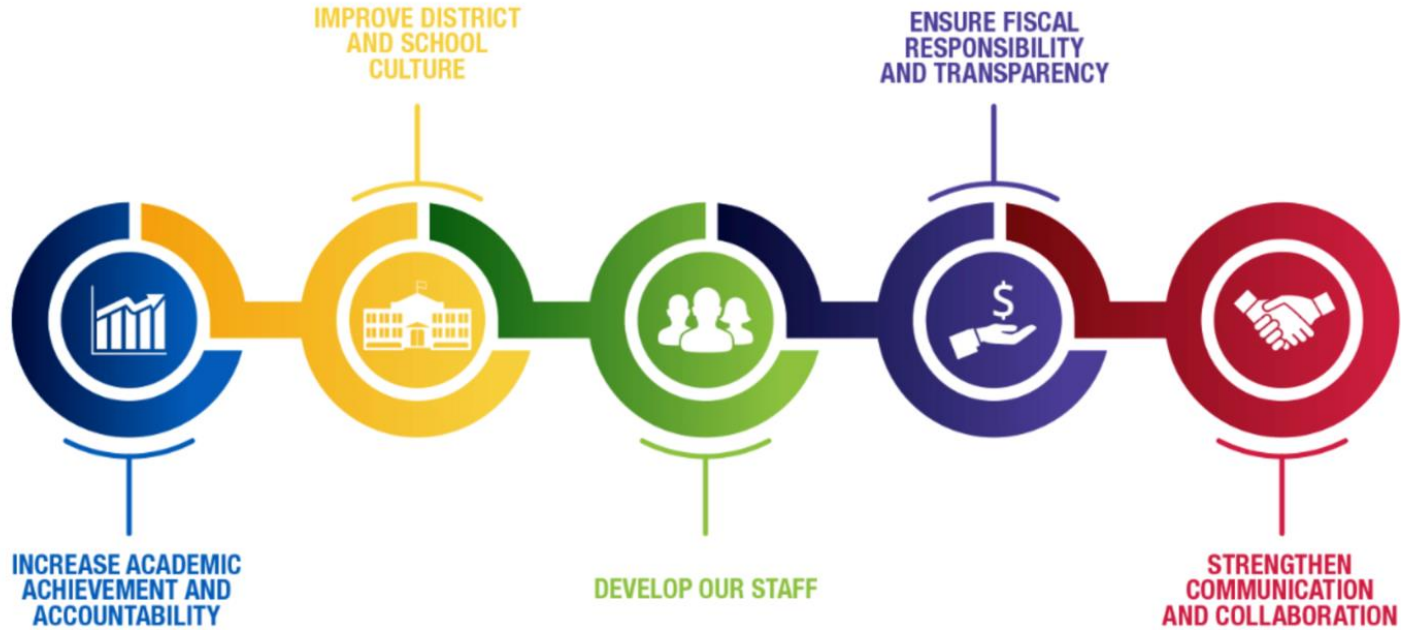 IMPROVE DISTRICT
AND SCHOOL
CULTURE
ENSURE FISCAL
RESPONSIBILITY
AND TRANSPARENCY
$
INCREASE ACADEMIC
ACHIEVEMENT AND
ACCOUNTABILITY
DEVELOP OUR STAFF
STRENGTHEN
COMMUNICATION
AND COLLABORATION